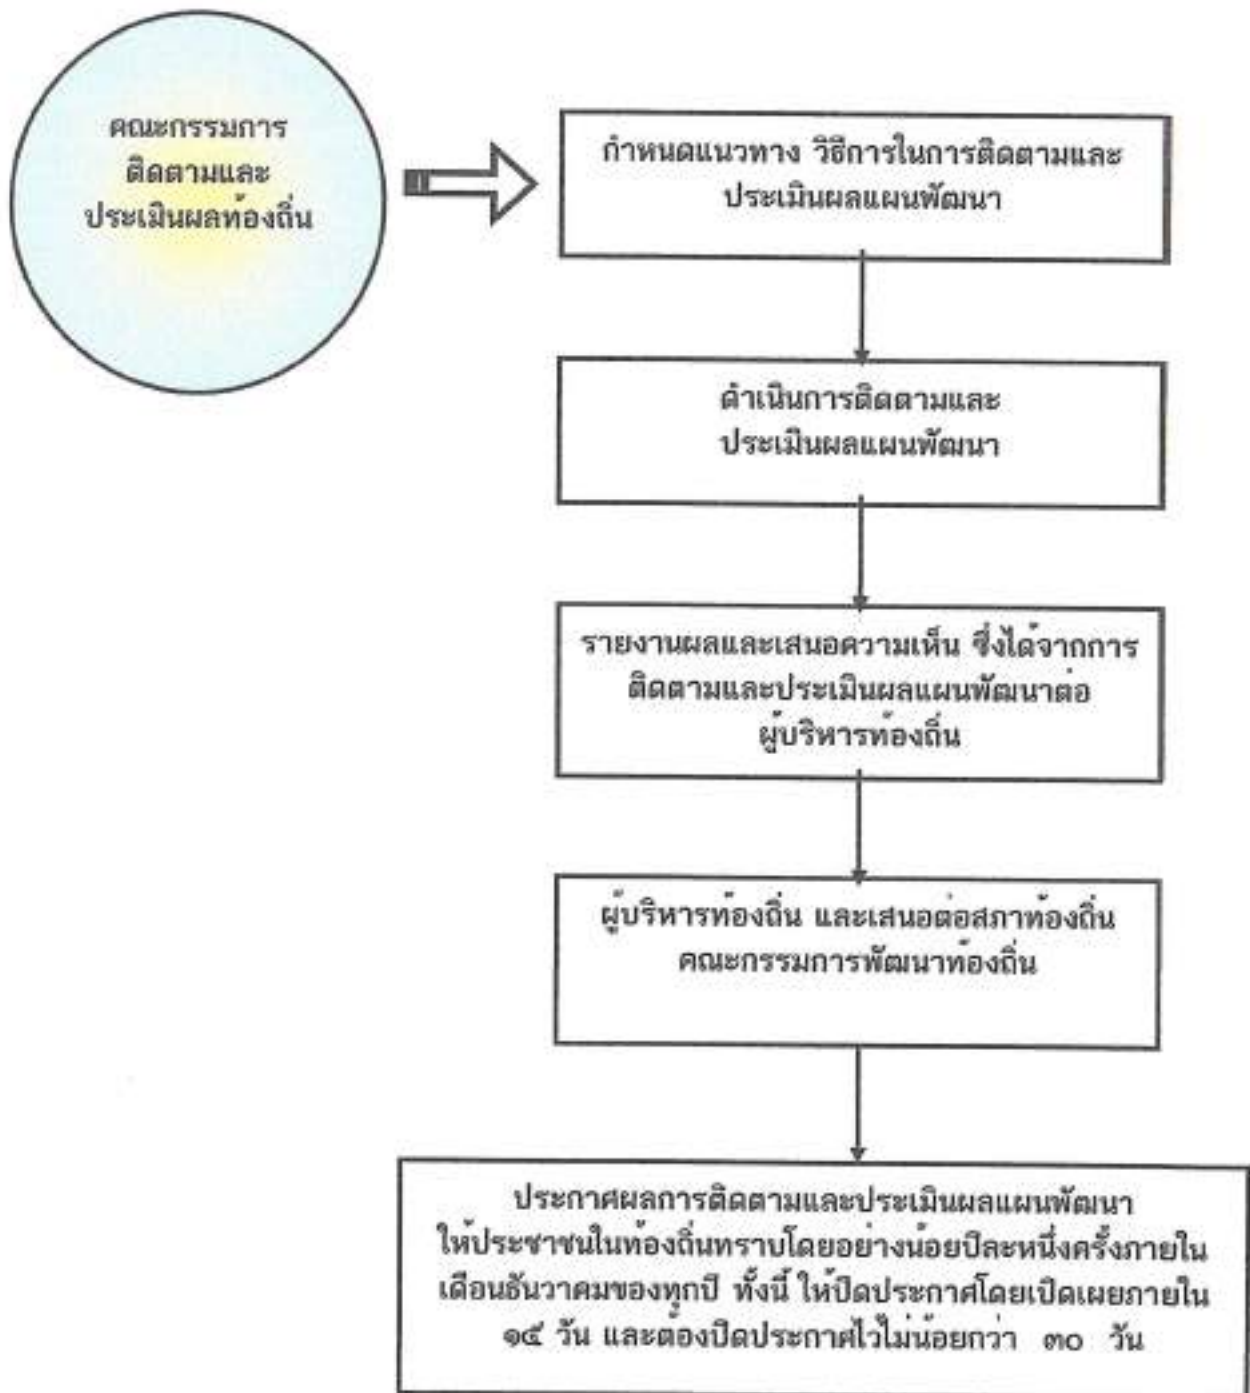 คณะกรรมการ
ติดตามและ
ประเมินผลท้องถิ่น
กำหนดแนวทาง วิธีการในการติดตามและ
ประเมินผลแผนพัฒนา
ดำเนินการติดตามและ
ประเมินผลแผนพัฒนา
รายงานผลและเสนอความเห็น ซึ่งได้จากการ
ติดตามและประเมินผลแผนพัฒนาต่อ
ผู้บริหารท้องถิ่น
ผู้บริหารท้องถิ่น และเสนอต่อสภาท้องถิ่น
คณะกรรมการพัฒนาท้องถิ่น
ประกาศผลการติดตามและประเมินผลแผนพัฒนา
ให้ประชาชนในท้องถิ่นทราบโดยอย่างน้อยปีละหนึ่งครั้งภายใน
เดือนธันวาคมของทุกปี ทั้งนี้ ให้ปิดประกาศโดยเปิดเผยภายใน
๑๕ วัน และต้องปิดประกาศไว้ไม่น้อยกว่า ๓๐ วัน